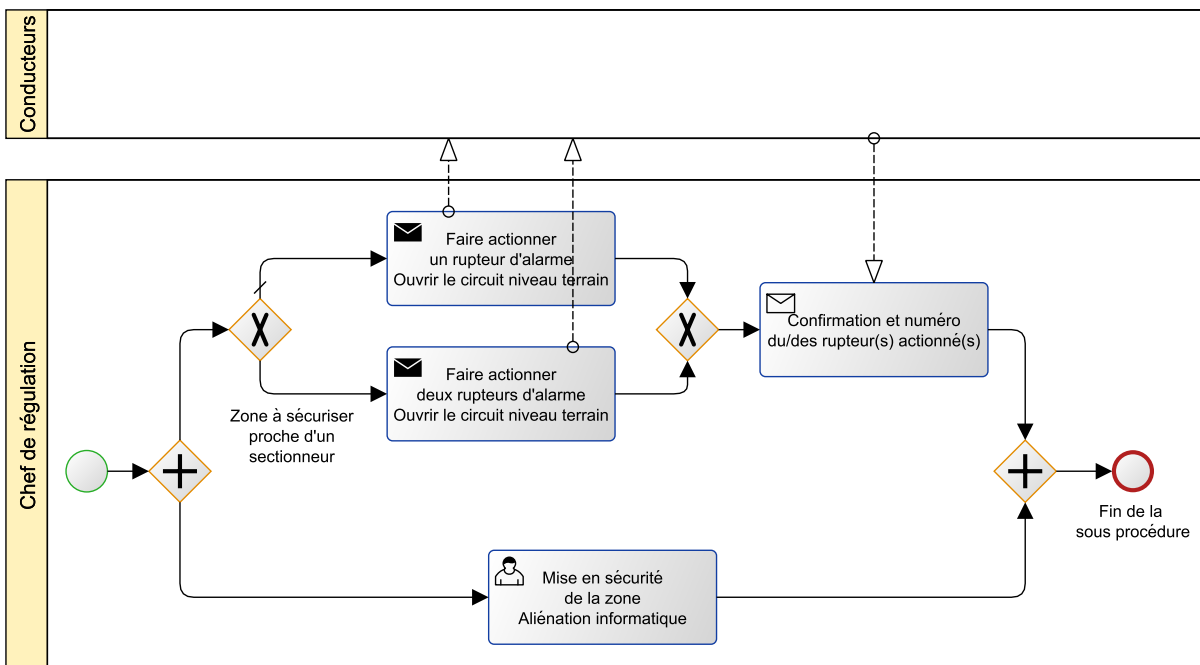 Conducteurs
Chef de régulation
Faire actionner
un rupteur d'alarme
Ouvrir le circuit niveau terrain
Faire actionner
deux rupteurs d'alarme
Ouvrir le circuit niveau terrain
Zone à sécuriser
proche d'un
sectionneur
Confirmation et numéro
du/des rupteur(s) actionné(s)
Mise en sécurité
de la zone
Aliénation informatique
Fin de la
sous procédure